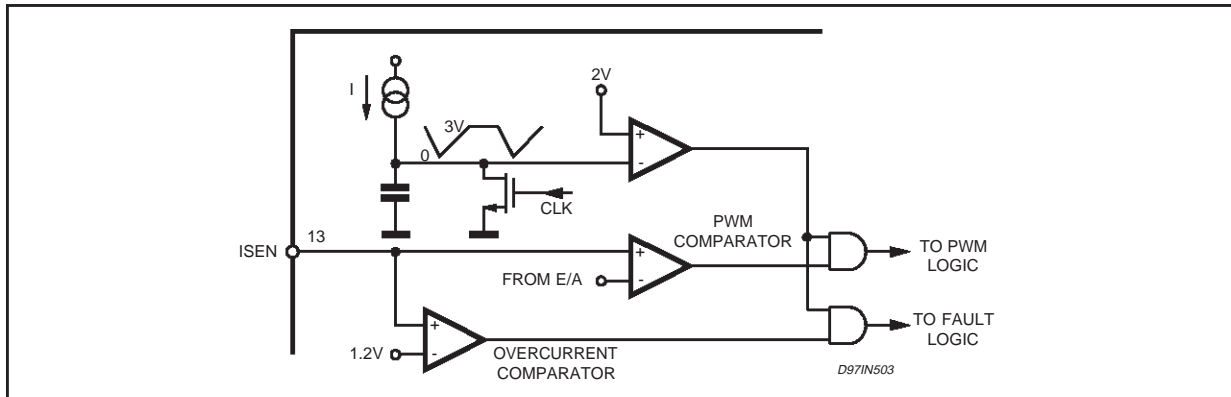 I
2V
3V
0
+
-
CLK
ISEN
13
PWM
COMPARATOR
+
-
FROM E/A
TO PWM
LOGIC
+
-
1.2V
OVERCURRENT
COMPARATOR
TO FAULT
LOGIC
D97IN503